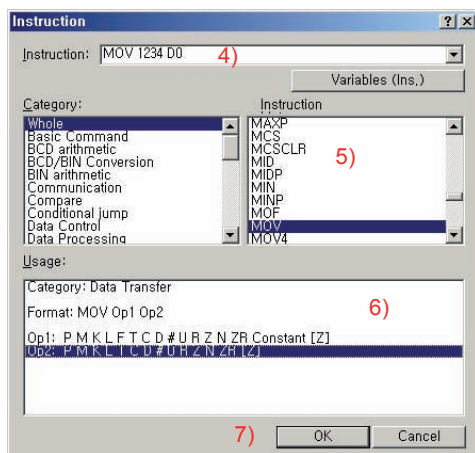 Instruction
Instruction: MOV 1234 D0 4)
Variables (Ins.)
Category:
Whole
Basic Command
BCD arithmetic
BCD/BIN Conversion
BIN arithmetic
Communication
Compare
Conditional jump
Data Control
Data Processing
Instruction
MAXP
MCS
MCSCLR
MID
MIDP
MIN
MINP
MOF
MOV
MOV4
5)
Usage:
Category: Data Transfer
Format: MOV Op1 Op2
6)
Op1: P M K L F T C D # U R Z N ZR Constant [Z]
Op2: P M K L F T C D # U R Z N ZR [Z]
7) OK Cancel